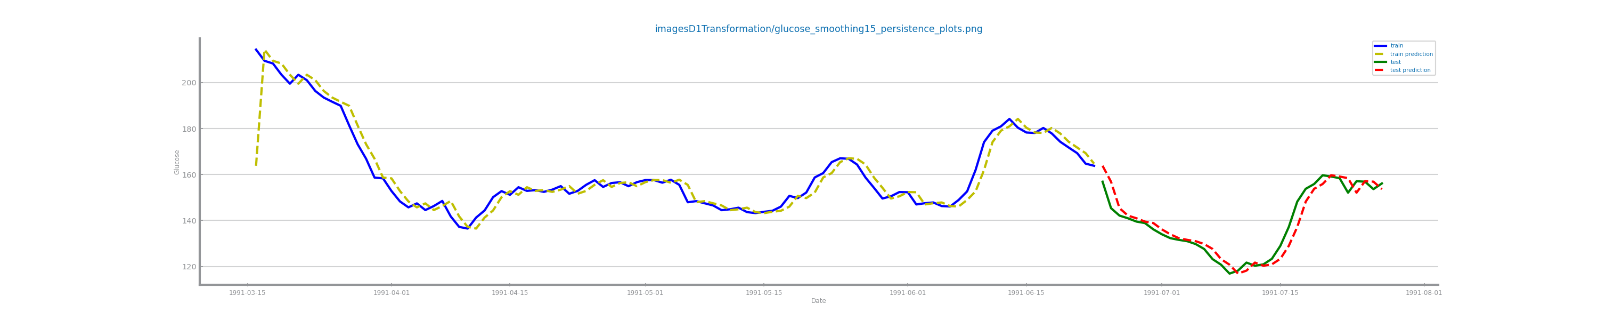 imagesD1Transformation/glucose_smoothing15_persistence_plots.png
train
train prediction
test
test prediction
200
180
160
140
120
Glucose
1991-03-15 1991-04-01 1991-04-15 1991-05-01 1991-05-15 1991-06-01 1991-06-15 1991-07-01 1991-07-15 1991-08-01
Date